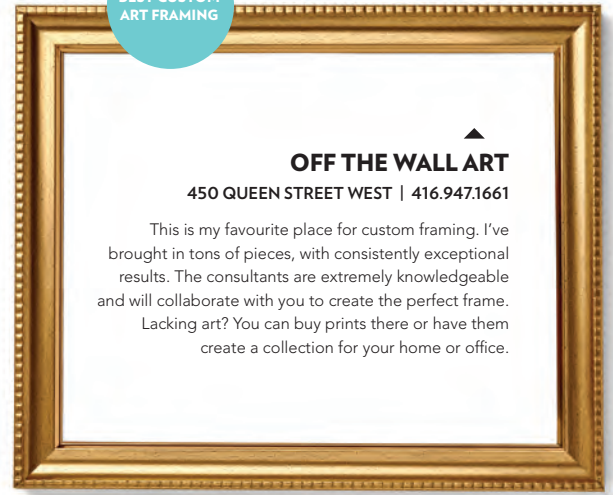 BEST CUSTOM
ART FRAMING
OFF THE WALL ART
450 QUEEN STREET WEST | 416.947.1661
This is my favourite place for custom framing. I've
brought in tons of pieces, with consistently exceptional
results. The consultants are extremely knowledgeable
and will collaborate with you to create the perfect frame.
Lacking art? You can buy prints there or have them
create a collection for your home or office.